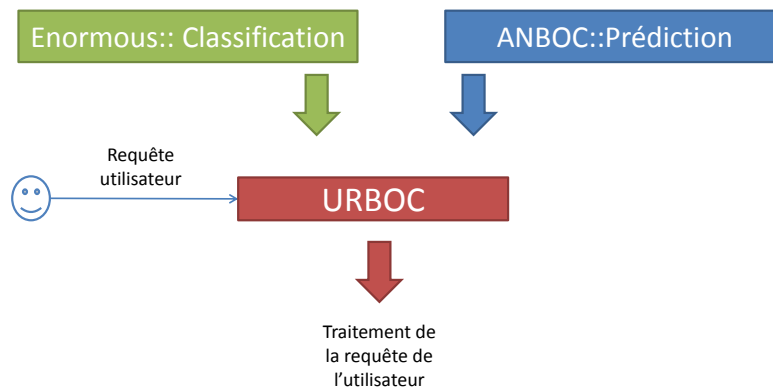 Enormous:: Classification
ANBOC::Prédiction
Requête
utilisateur
URBOC
Traitement de
la requête de
l'utilisateur